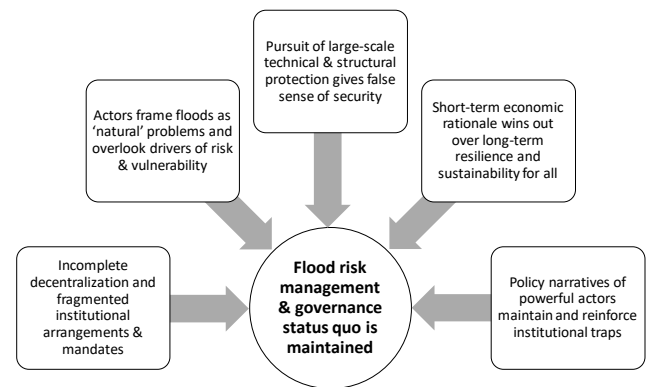 Pursuit of large-scale
technical & structural
protection gives false
sense of security
Actors frame floods as
‘natural’ problems and
overlook drivers of risk
& vulnerability
Short-term economic
rationale wins out
over long-term
resilience and
sustainability for all
Incomplete
decentralization and
fragmented
institutional
arrangements &
mandates
Flood risk
management
& governance
status quo is
maintained
Policy narratives of
powerful actors
maintain and reinforce
institutional traps